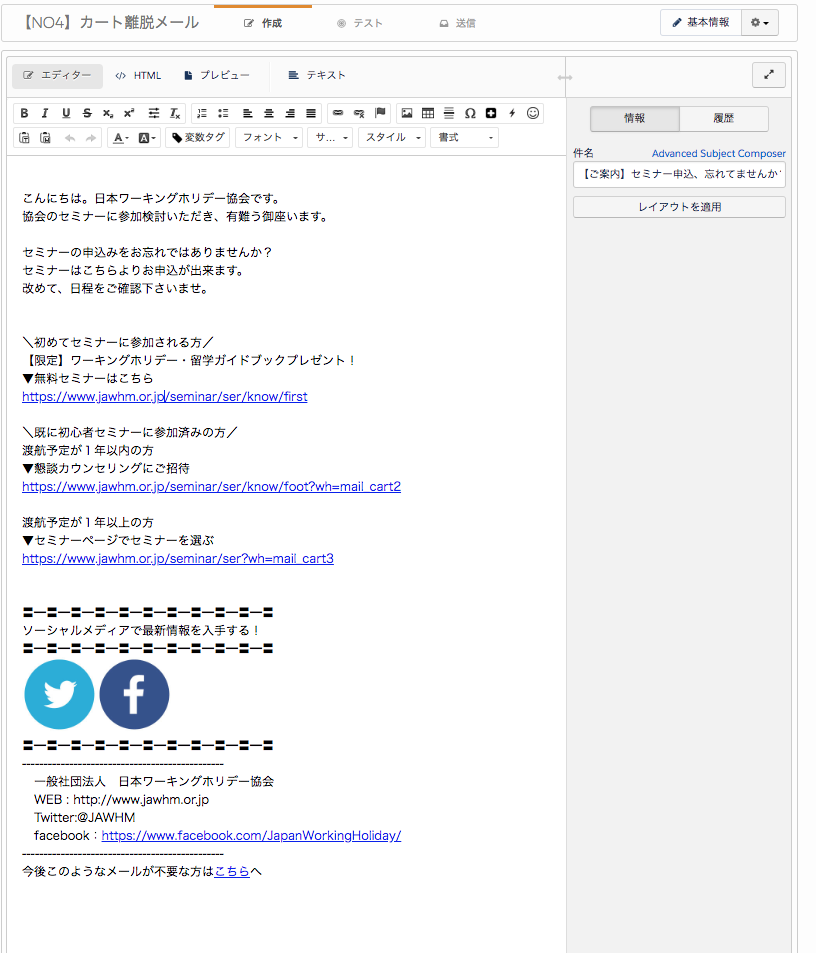 【NO4】カート離脱メール
作成
テスト
送信
基本情報
エディター
HTML
プレビュー
テキスト
B I U S x₂ x² Tx
Ω
A A 変数タグ フォント サ... スタイル 書式
情報
履歴
件名
Advanced Subject Composer
【ご案内】セミナー申込、忘れてませんか
レイアウトを適用
こんにちは。日本ワーキングホリデー協会です。
協会のセミナーに参加検討いただき、有難う御座います。
セミナーの申込みをお忘れではありませんか？
セミナーはこちらよりお申込が出来ます。
改めて、日程をご確認下さいませ。
＼初めてセミナーに参加される方／
【限定】ワーキングホリデー・留学ガイドブックプレゼント！
▼無料セミナーはこちら
https://www.jawhm.or.jp/seminar/ser/know/first
＼既に初心者セミナーに参加済みの方／
渡航予定が１年以内の方
▼懇談カウンセリングにご招待
https://www.jawhm.or.jp/seminar/ser/know/foot?wh=mail_cart2
渡航予定が１年以上の方
▼セミナーページでセミナーを選ぶ
https://www.jawhm.or.jp/seminar/ser?wh=mail_cart3
〓━〓━〓━〓━〓━〓━〓━〓━〓━〓━〓
ソーシャルメディアで最新情報を入手する！
〓━〓━〓━〓━〓━〓━〓━〓━〓━〓━〓
〓━〓━〓━〓━〓━〓━〓━〓━〓━〓━〓
------------------------------------------------
一般社団法人　日本ワーキングホリデー協会
WEB : http://www.jawhm.or.jp
Twitter:@JAWHM
facebook：https://www.facebook.com/JapanWorkingHoliday/
------------------------------------------------
今後このようなメールが不要な方はこちらへ